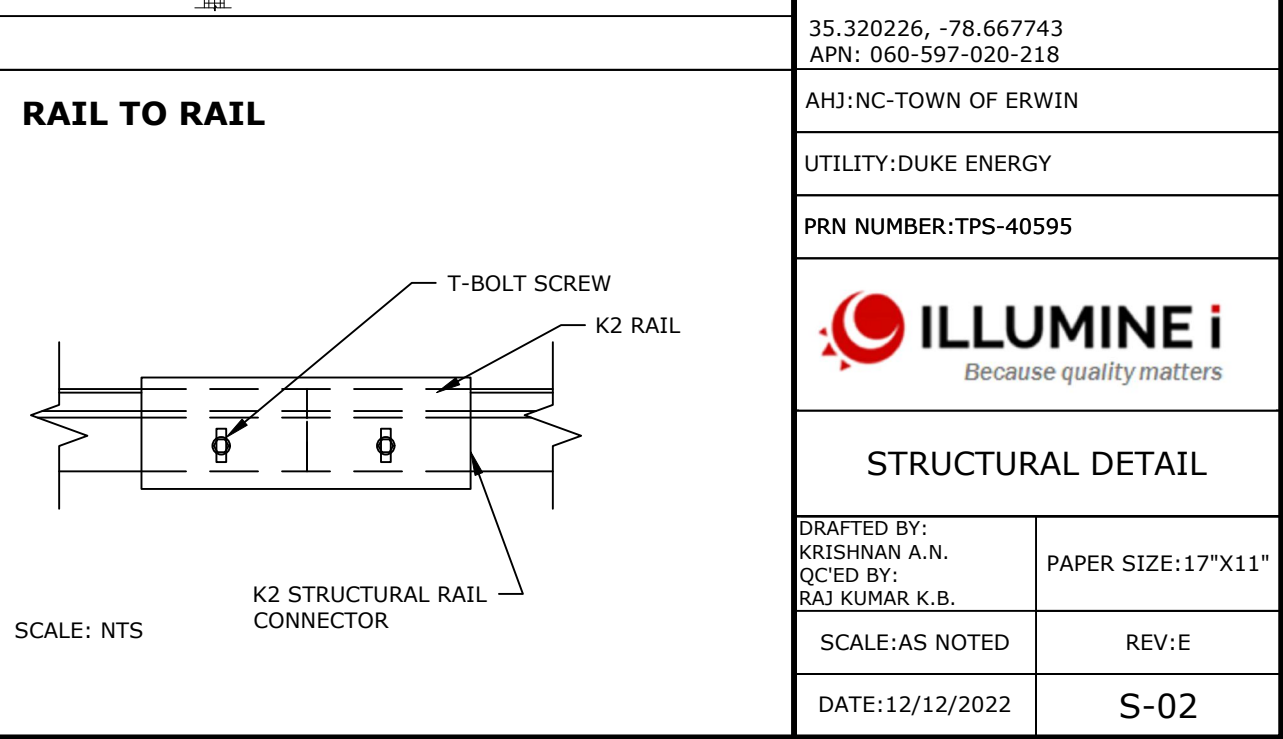 RAIL TO RAIL
T-BOLT SCREW
K2 RAIL
K2 STRUCTURAL RAIL
CONNECTOR
SCALE: NTS
35.320226, -78.667743
APN: 060-597-020-218
AHJ:NC-TOWN OF ERWIN
UTILITY:DUKE ENERGY
PRN NUMBER:TPS-40595
ILLUMINE i
Because quality matters
STRUCTURAL DETAIL
DRAFTED BY:
KRISHNAN A.N.
QC'ED BY:
RAJ KUMAR K.B.
PAPER SIZE:17"X11"
SCALE:AS NOTED
REV:E
DATE:12/12/2022
S-02